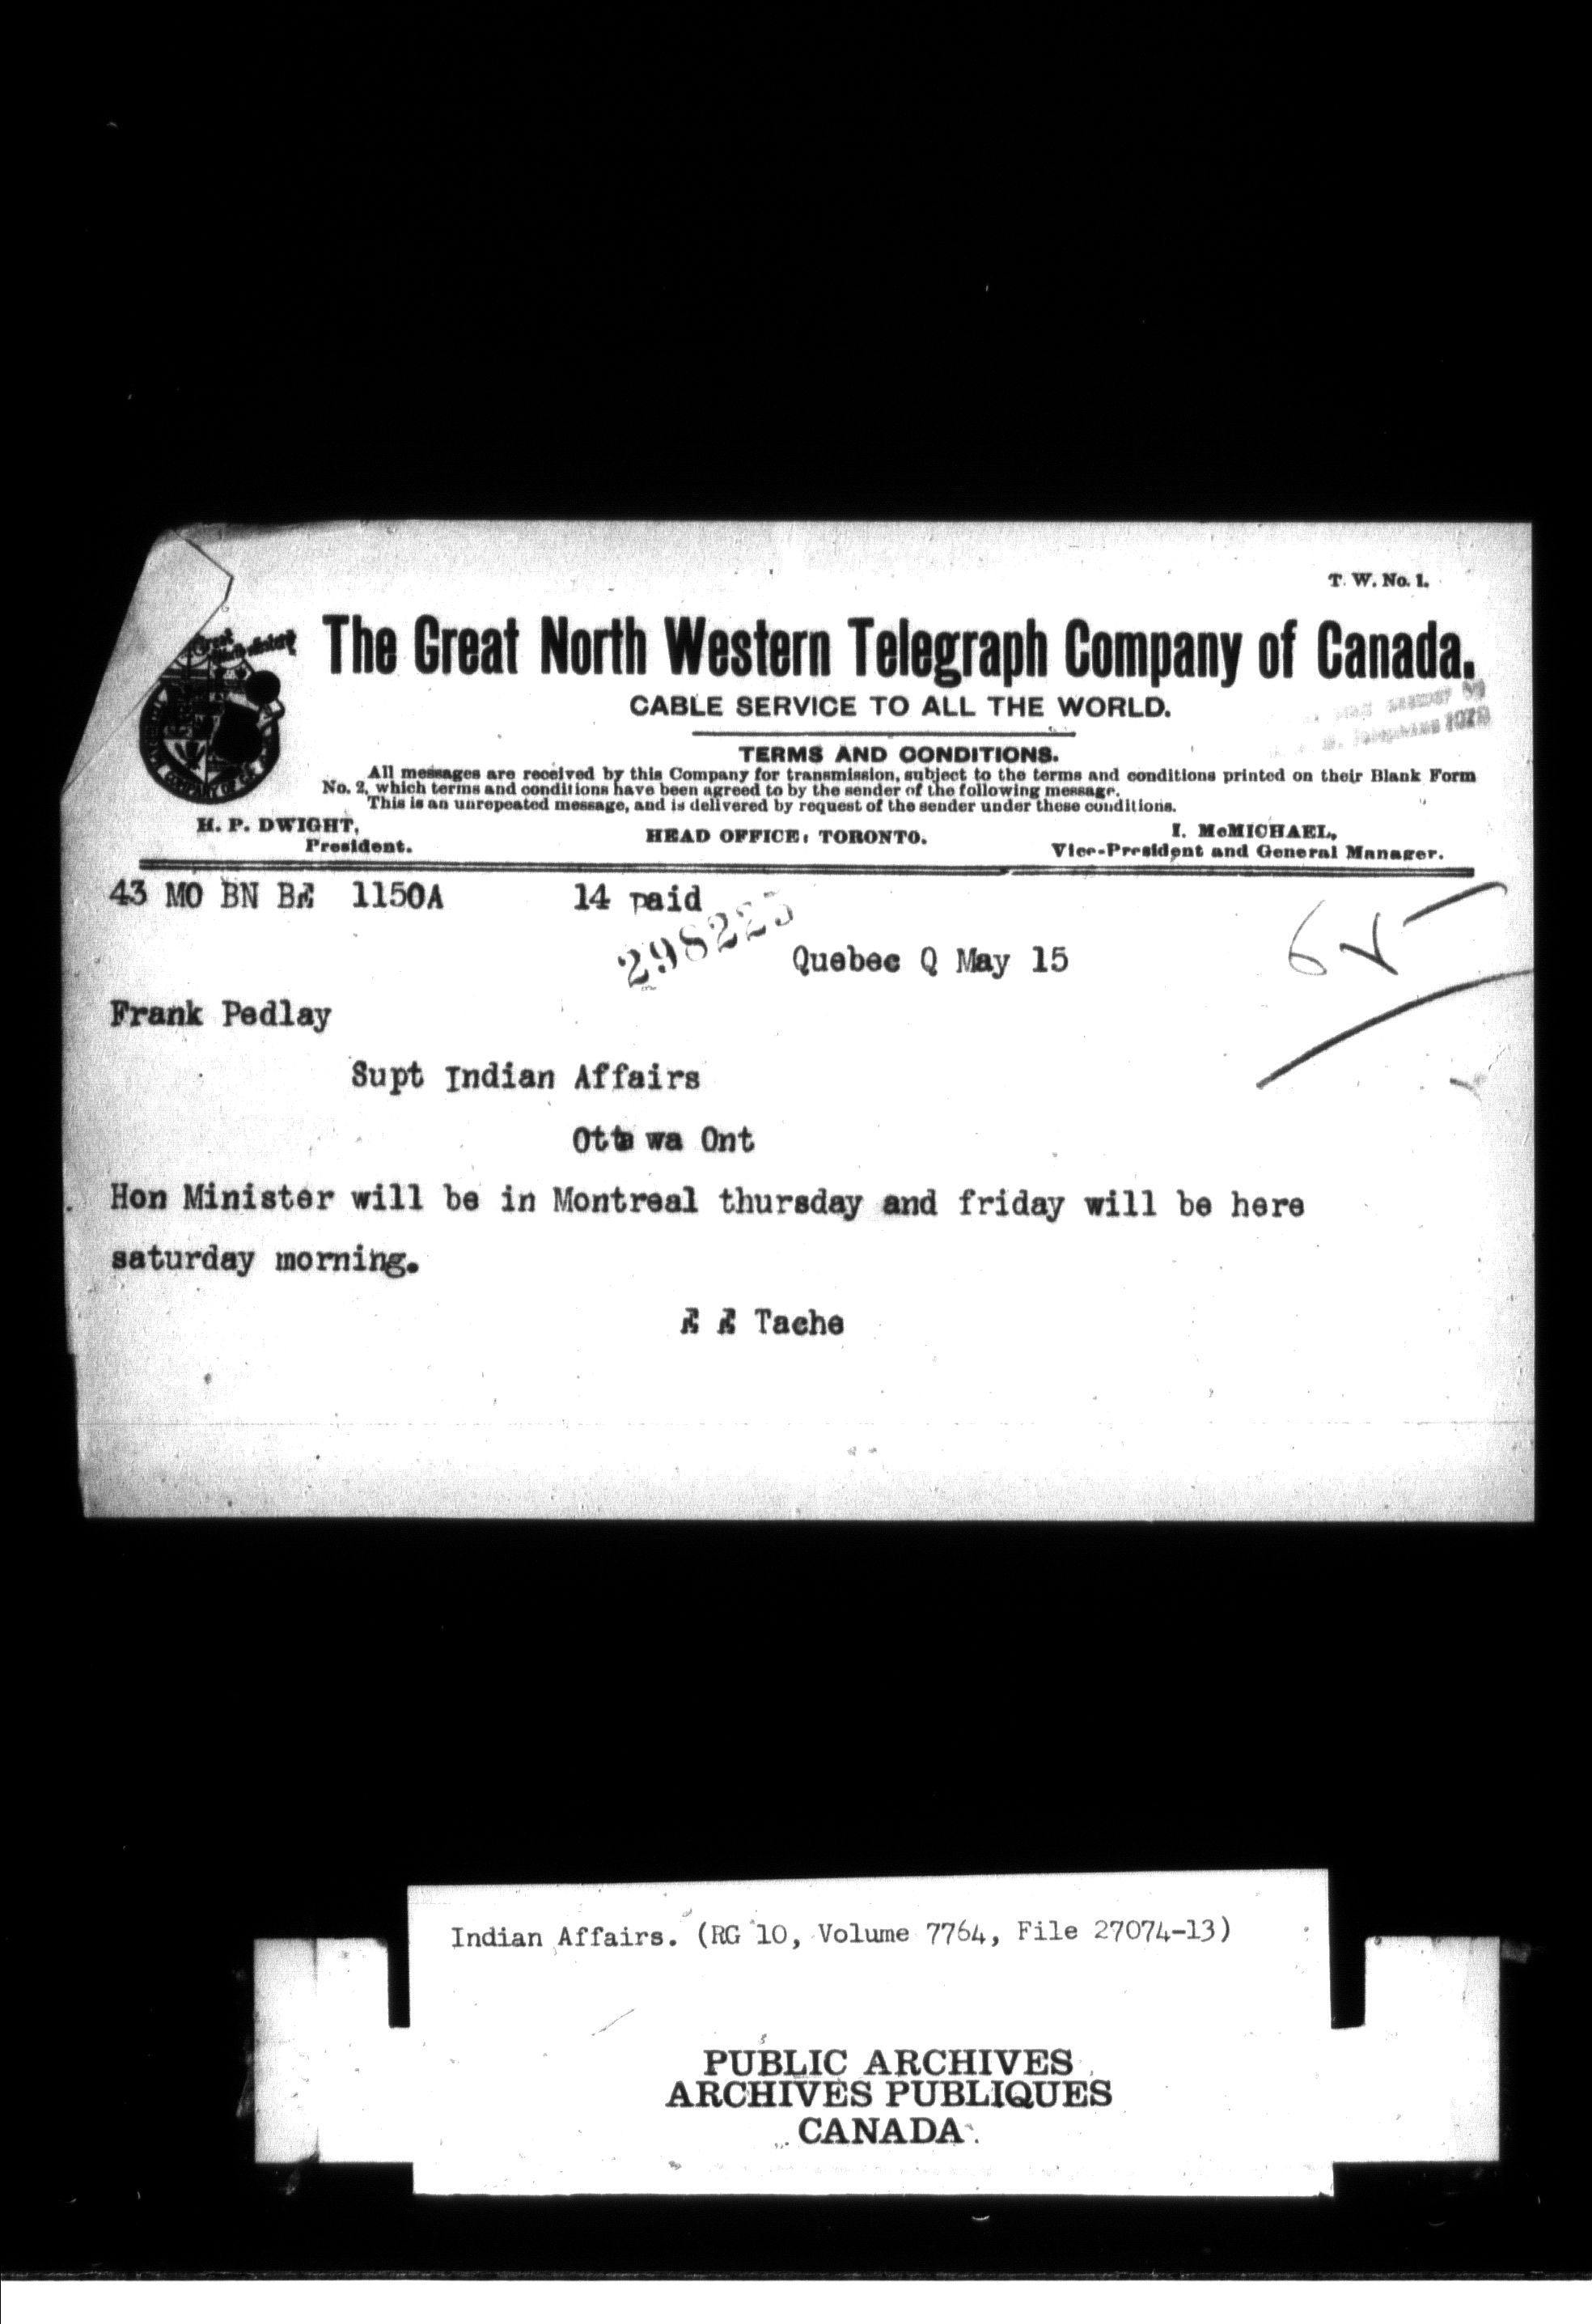 T. W. No. 1.
The Great North Western Telegraph Company of Canada.
CABLE SERVICE TO ALL THE WORLD.
TERMS AND CONDITIONS.
All messages are received by this Company for transmission, subject to the terms and conditions printed on their Blank Form
No. 2, which terms and conditions have been agreed to by the sender of the following message.
This is an unrepeated message, and is delivered by request of the sender under these conditions.
H. P. DWIGHT,
President.
HEAD OFFICE: TORONTO.
I. McMICHAEL,
Vice-President and General Manager.
43 MO BN 1150A 14 paid
298225
Quebec Q May 15
Frank Pedlay
Supt Indian Affairs
Ottawa Ont
Hon Minister will be in Montreal thursday and friday will be here
saturday morning.
Tache
Indian Affairs. (RG 10, Volume 7764, File 27074-13)
PUBLIC ARCHIVES
ARCHIVES PUBLIQUES
CANADA